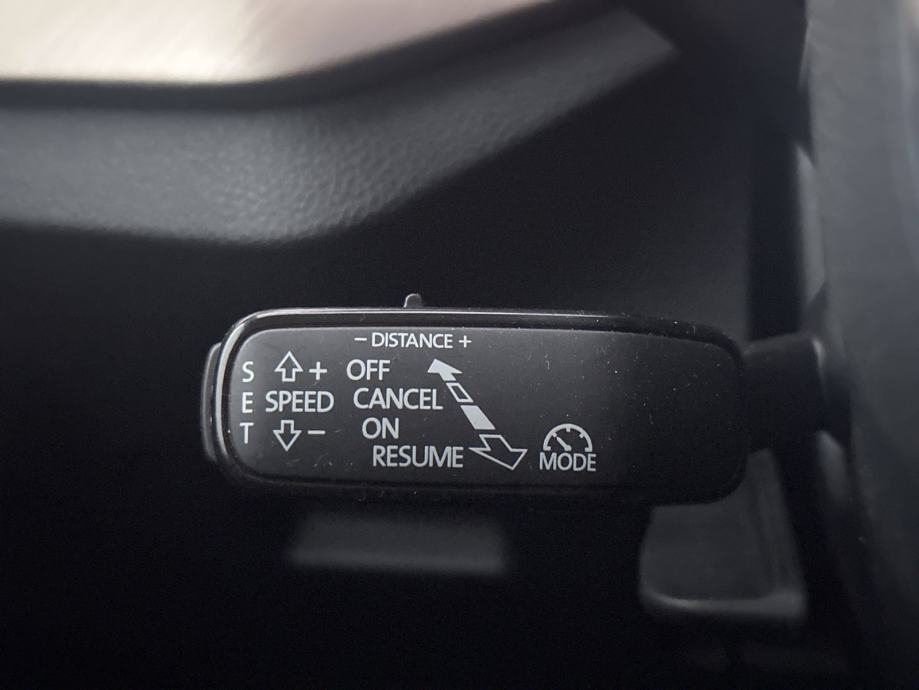 − DISTANCE +
S + OFF
E SPEED CANCEL
T − ON
RESUME MODE